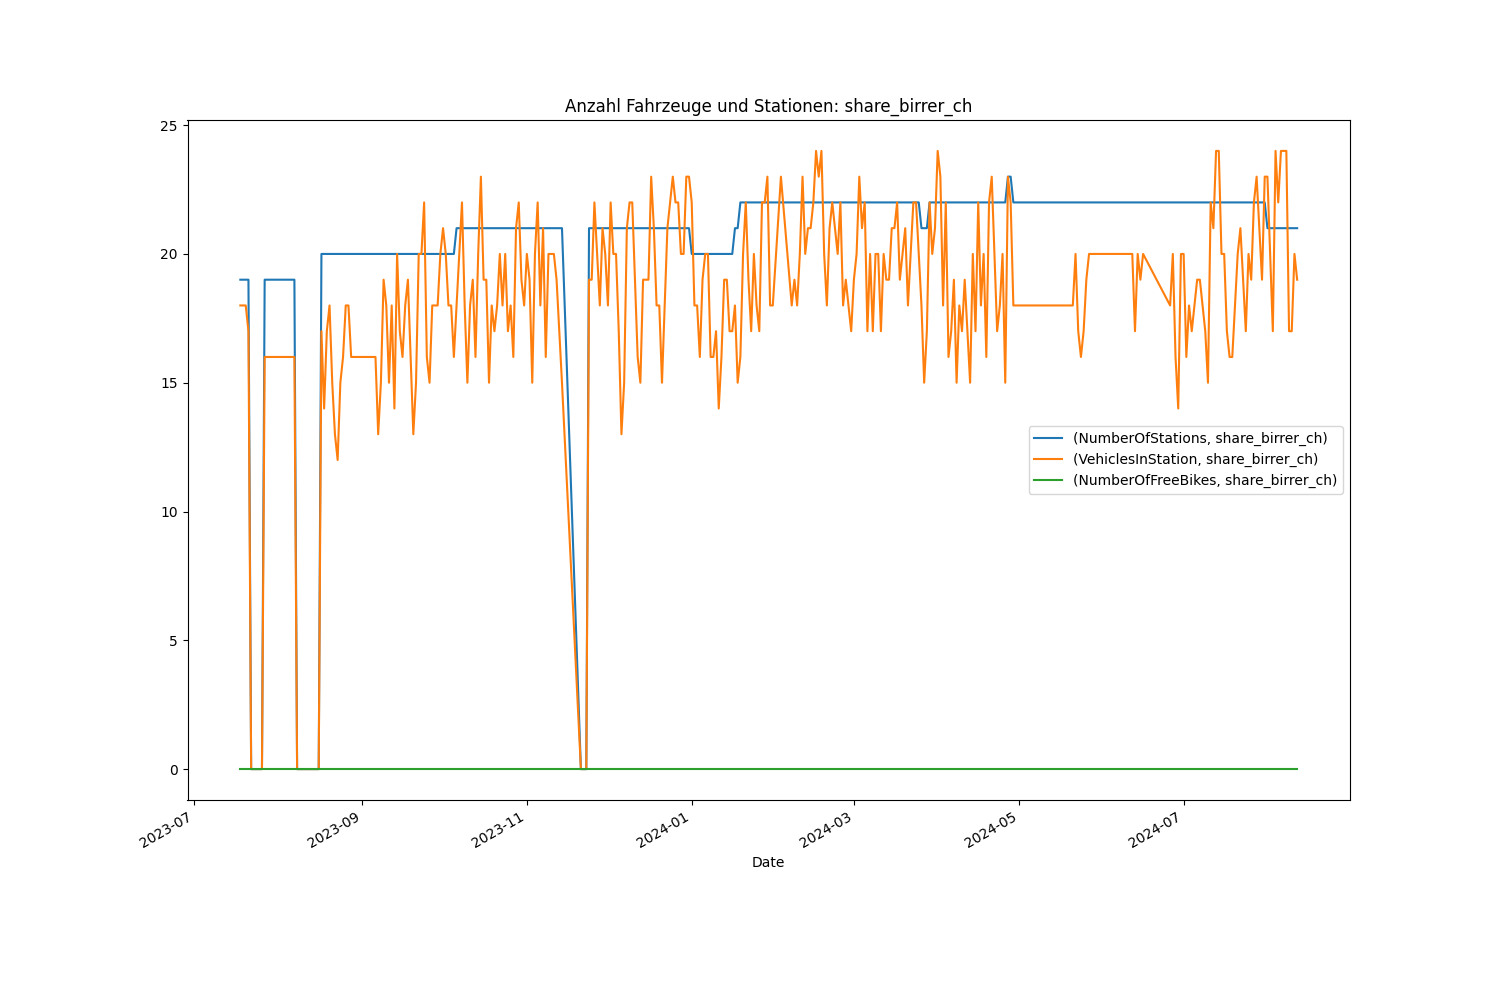 Anzahl Fahrzeuge und Stationen: share_birrer_ch
25
20
15
10
5
0
(NumberOfStations, share_birrer_ch)
(VehiclesInStation, share_birrer_ch)
(NumberOfFreeBikes, share_birrer_ch)
2023-07
2023-09
2023-11
2024-01
2024-03
2024-05
2024-07
Date